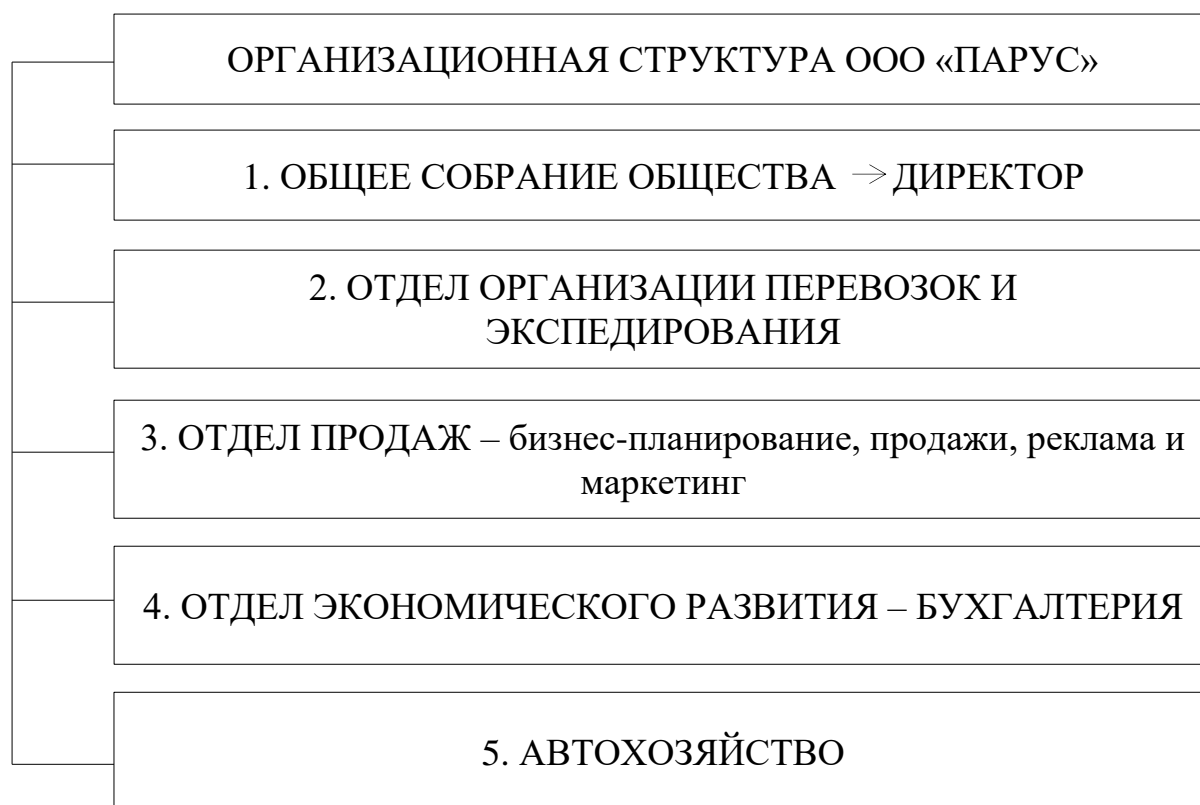 ОРГАНИЗАЦИОННАЯ СТРУКТУРА ООО «ПАРУС»
1. ОБЩЕЕ СОБРАНИЕ ОБЩЕСТВА → ДИРЕКТОР
2. ОТДЕЛ ОРГАНИЗАЦИИ ПЕРЕВОЗОК И
ЭКСПЕДИРОВАНИЯ
3. ОТДЕЛ ПРОДАЖ – бизнес-планирование, продажи, реклама и
маркетинг
4. ОТДЕЛ ЭКОНОМИЧЕСКОГО РАЗВИТИЯ – БУХГАЛТЕРИЯ
5. АВТОХОЗЯЙСТВО